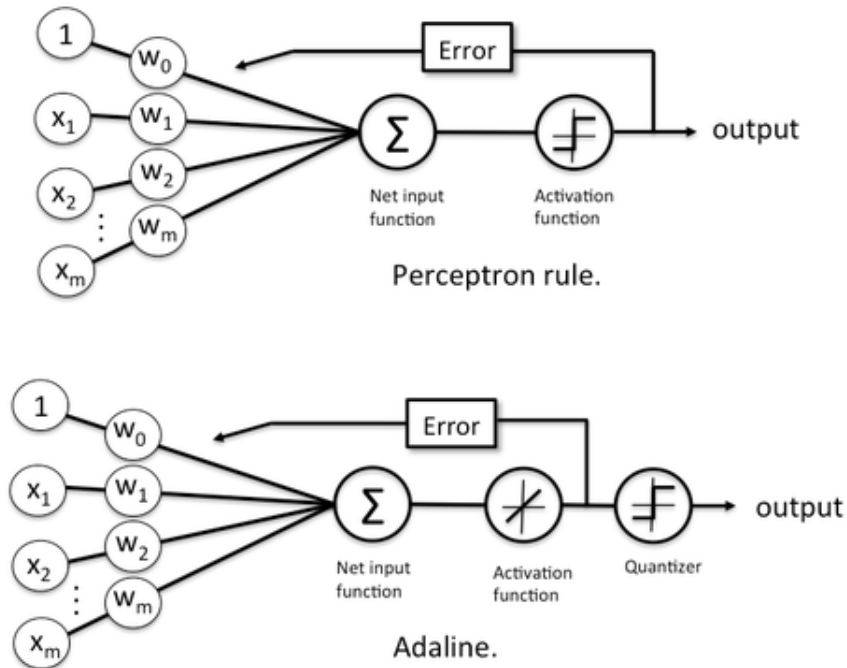 1
w₀
Error
x₁
w₁
Σ
output
x₂
w₂
Net input
function
Activation
function
⋮
wₘ
xₘ
Perceptron rule.
1
w₀
Error
x₁
w₁
Σ
output
x₂
w₂
Net input
function
Activation
function
Quantizer
⋮
wₘ
xₘ
Adaline.